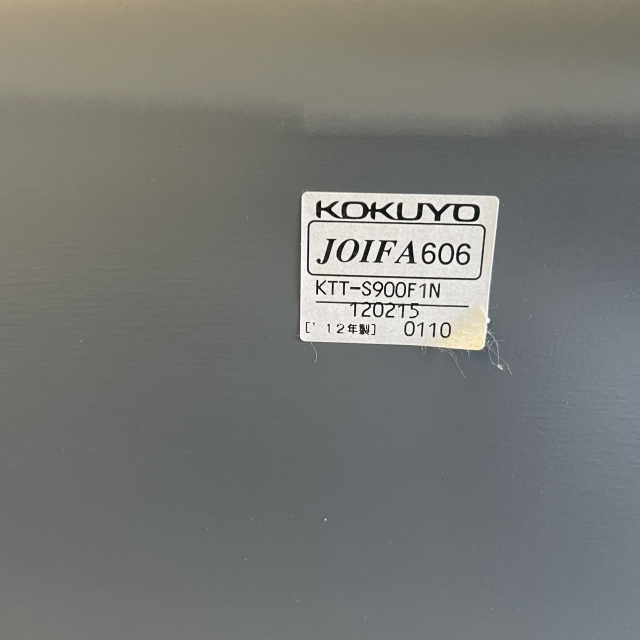 KOKUYO
JOIFA606
KTT-S900F1N
120215
['12年製] 0110